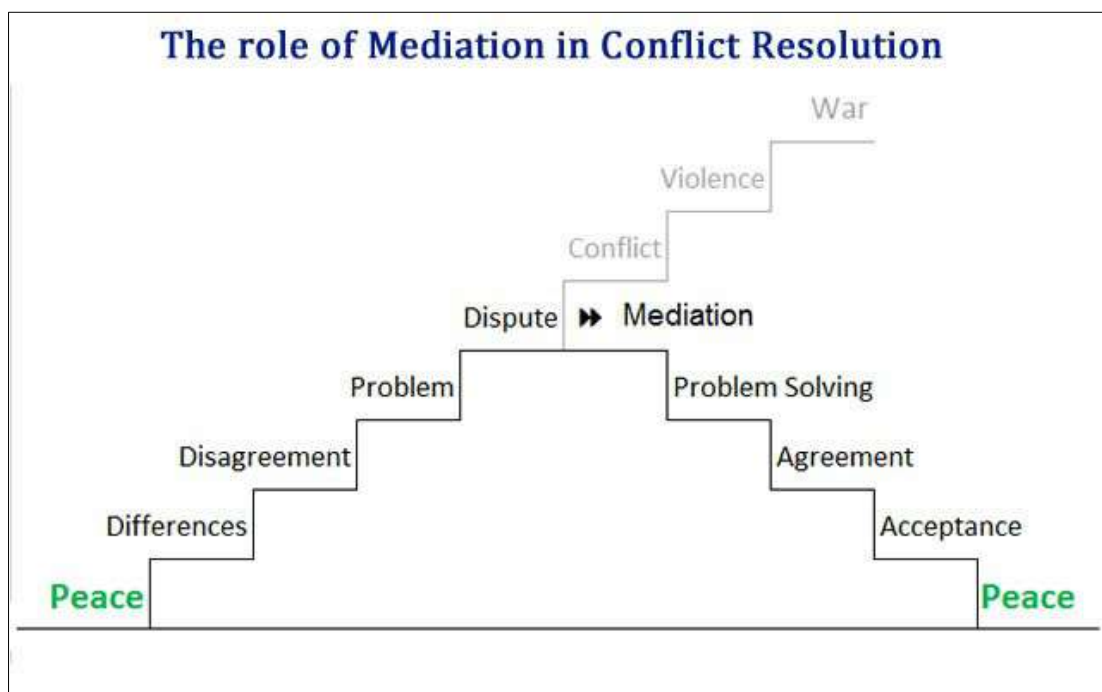 The role of Mediation in Conflict Resolution
War
Violence
Conflict
Dispute Mediation
Problem Problem Solving
Disagreement Agreement
Differences Acceptance
Peace Peace